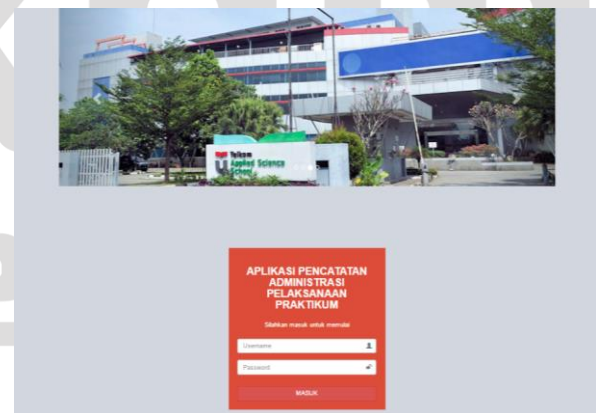 Telkom
Applied Science
School
APLIKASI PENCATATAN
ADMINISTRASI
PELAKSANAAN
PRAKTIKUM
Silahkan masuk untuk memulai
Username
Password
MASUK